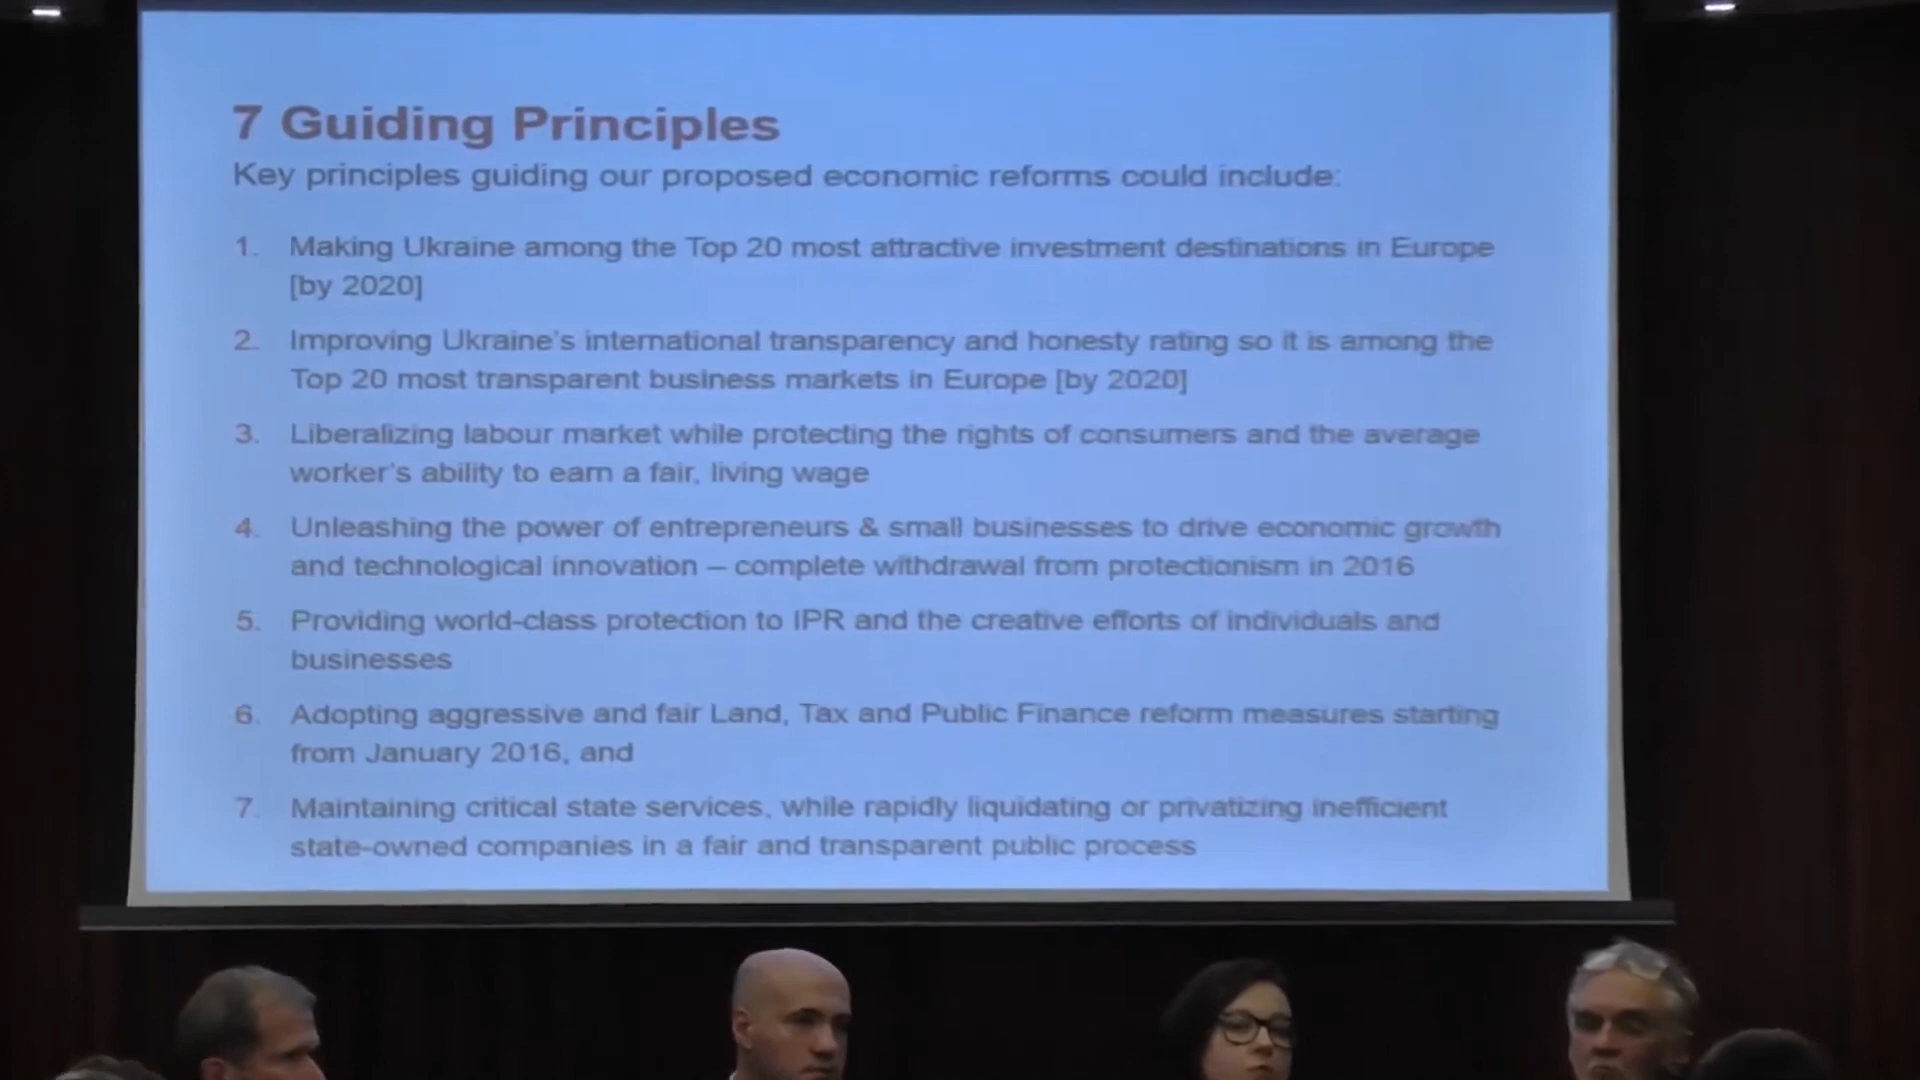 7 Guiding Principles
Key principles guiding our proposed economic reforms could include:
1. Making Ukraine among the Top 20 most attractive investment destinations in Europe
[by 2020]
2. Improving Ukraine's international transparency and honesty rating so it is among the
Top 20 most transparent business markets in Europe [by 2020]
3. Liberalizing labour market while protecting the rights of consumers and the average
worker's ability to earn a fair, living wage
4. Unleashing the power of entrepreneurs & small businesses to drive economic growth
and technological innovation – complete withdrawal from protectionism in 2016
5. Providing world-class protection to IPR and the creative efforts of individuals and
businesses
6. Adopting aggressive and fair Land, Tax and Public Finance reform measures starting
from January 2016, and
7. Maintaining critical state services, while rapidly liquidating or privatizing inefficient
state-owned companies in a fair and transparent public process